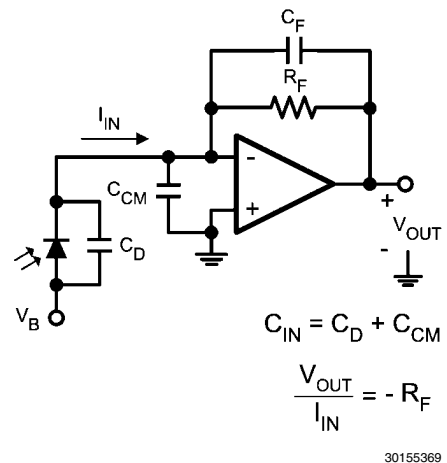 C_F
R_F
I_IN
-
+
C_CM
C_D
V_B
+
V_OUT
-
C_IN = C_D + C_CM
V_OUT / I_IN = - R_F
30155369